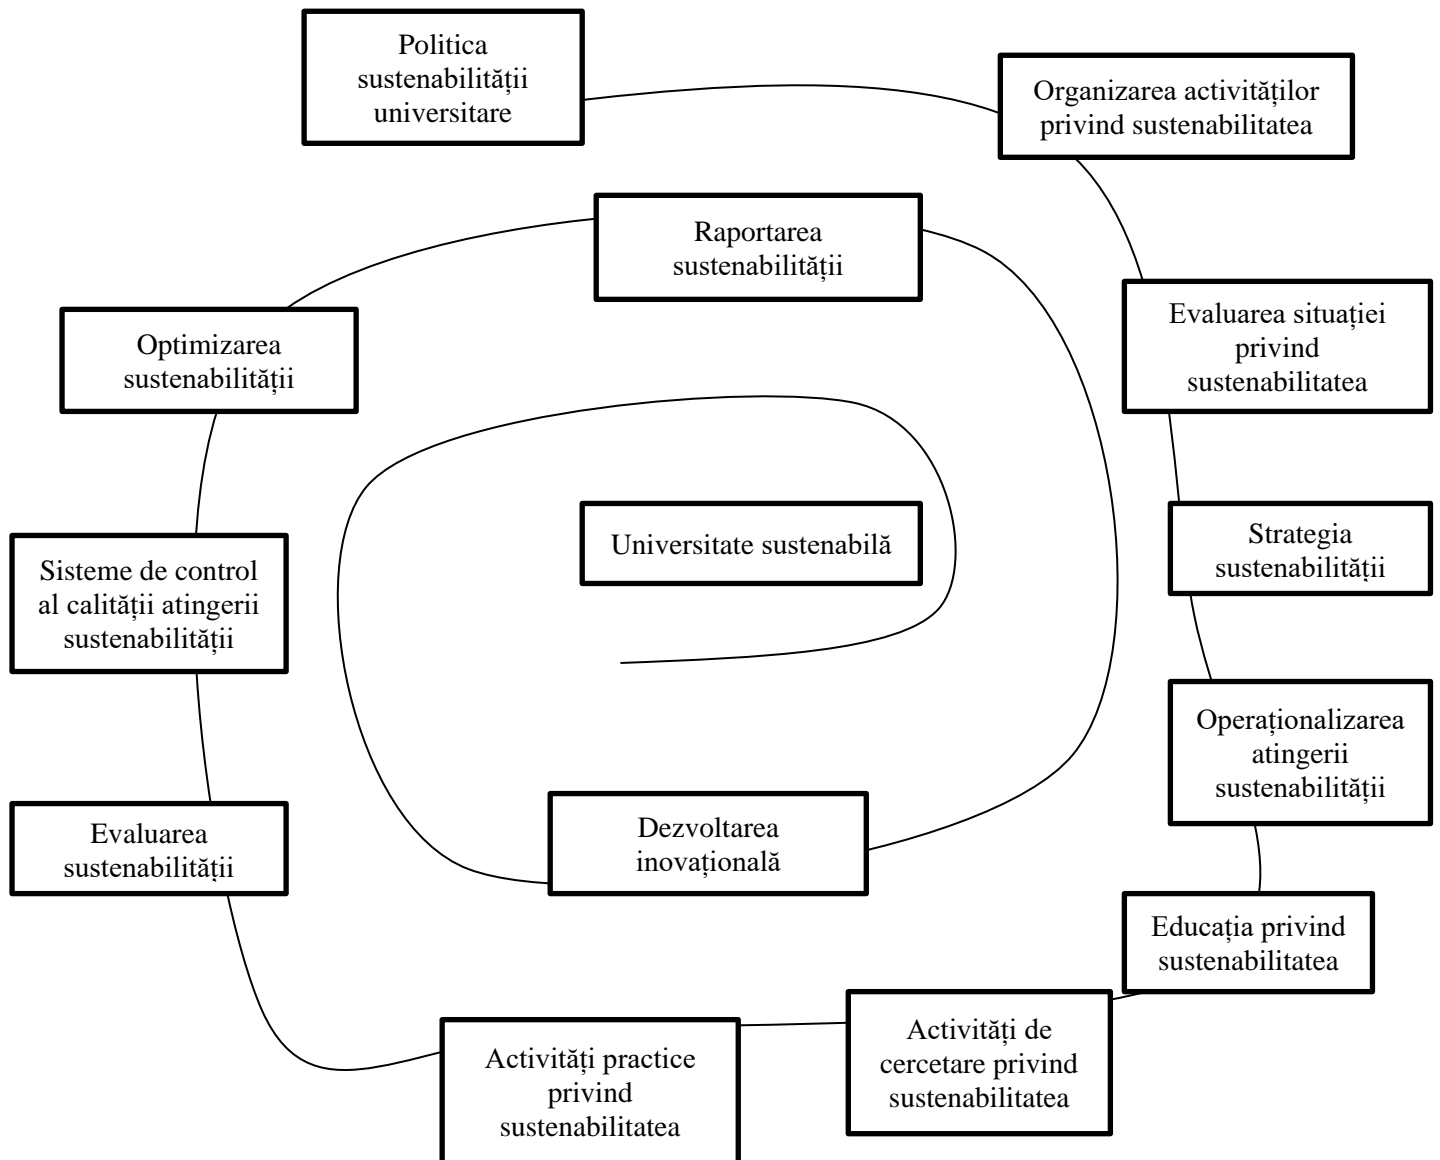 Politica
sustenabilității
universitare
Organizarea activităților
privind sustenabilitatea
Raportarea
sustenabilității
Evaluarea situației
privind
sustenabilitatea
Optimizarea
sustenabilității
Universitate sustenabilă
Strategia
sustenabilității
Sisteme de control
al calității atingerii
sustenabilității
Operaționalizarea
atingerii
sustenabilității
Dezvoltarea
inovațională
Evaluarea
sustenabilității
Educația privind
sustenabilitatea
Activități de
cercetare privind
sustenabilitatea
Activități practice
privind
sustenabilitatea